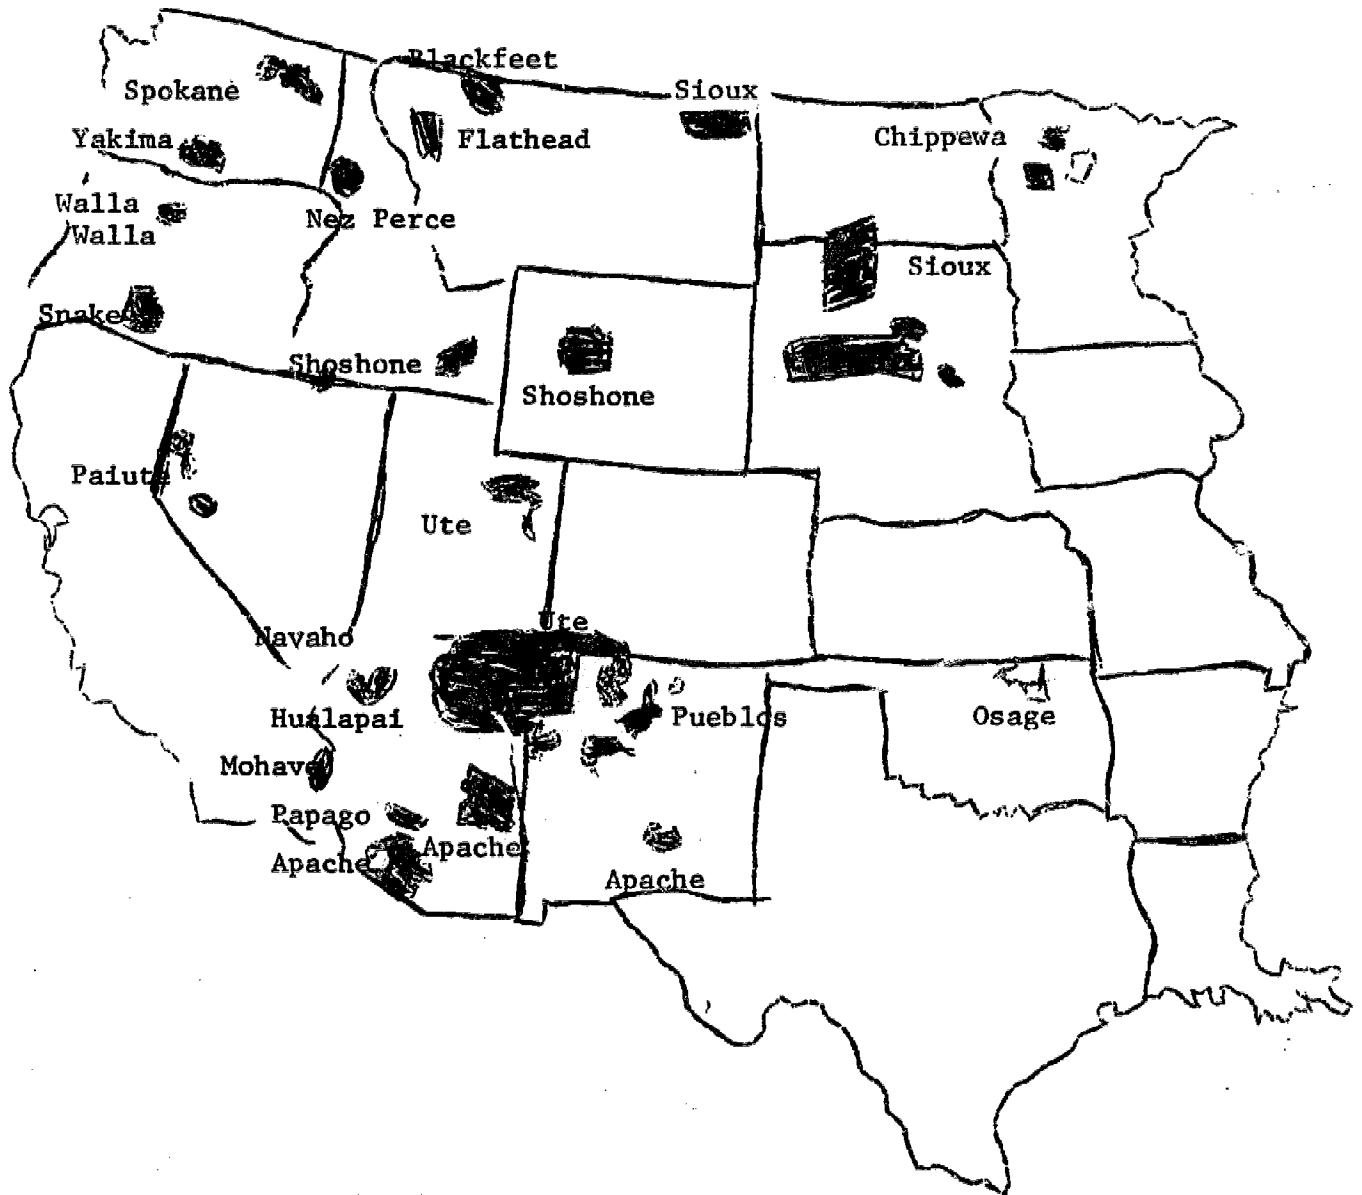 Blackfeet
Spokane
Sioux
Yakima
Flathead
Chippewa
Walla
Walla
Nez Perce
Sioux
Snake
Shoshone
Shoshone
Paiute
Ute
Ute
Navaho
Hualapai
Pueblos
Osage
Mohave
Papago
Apache
Apache
Apache